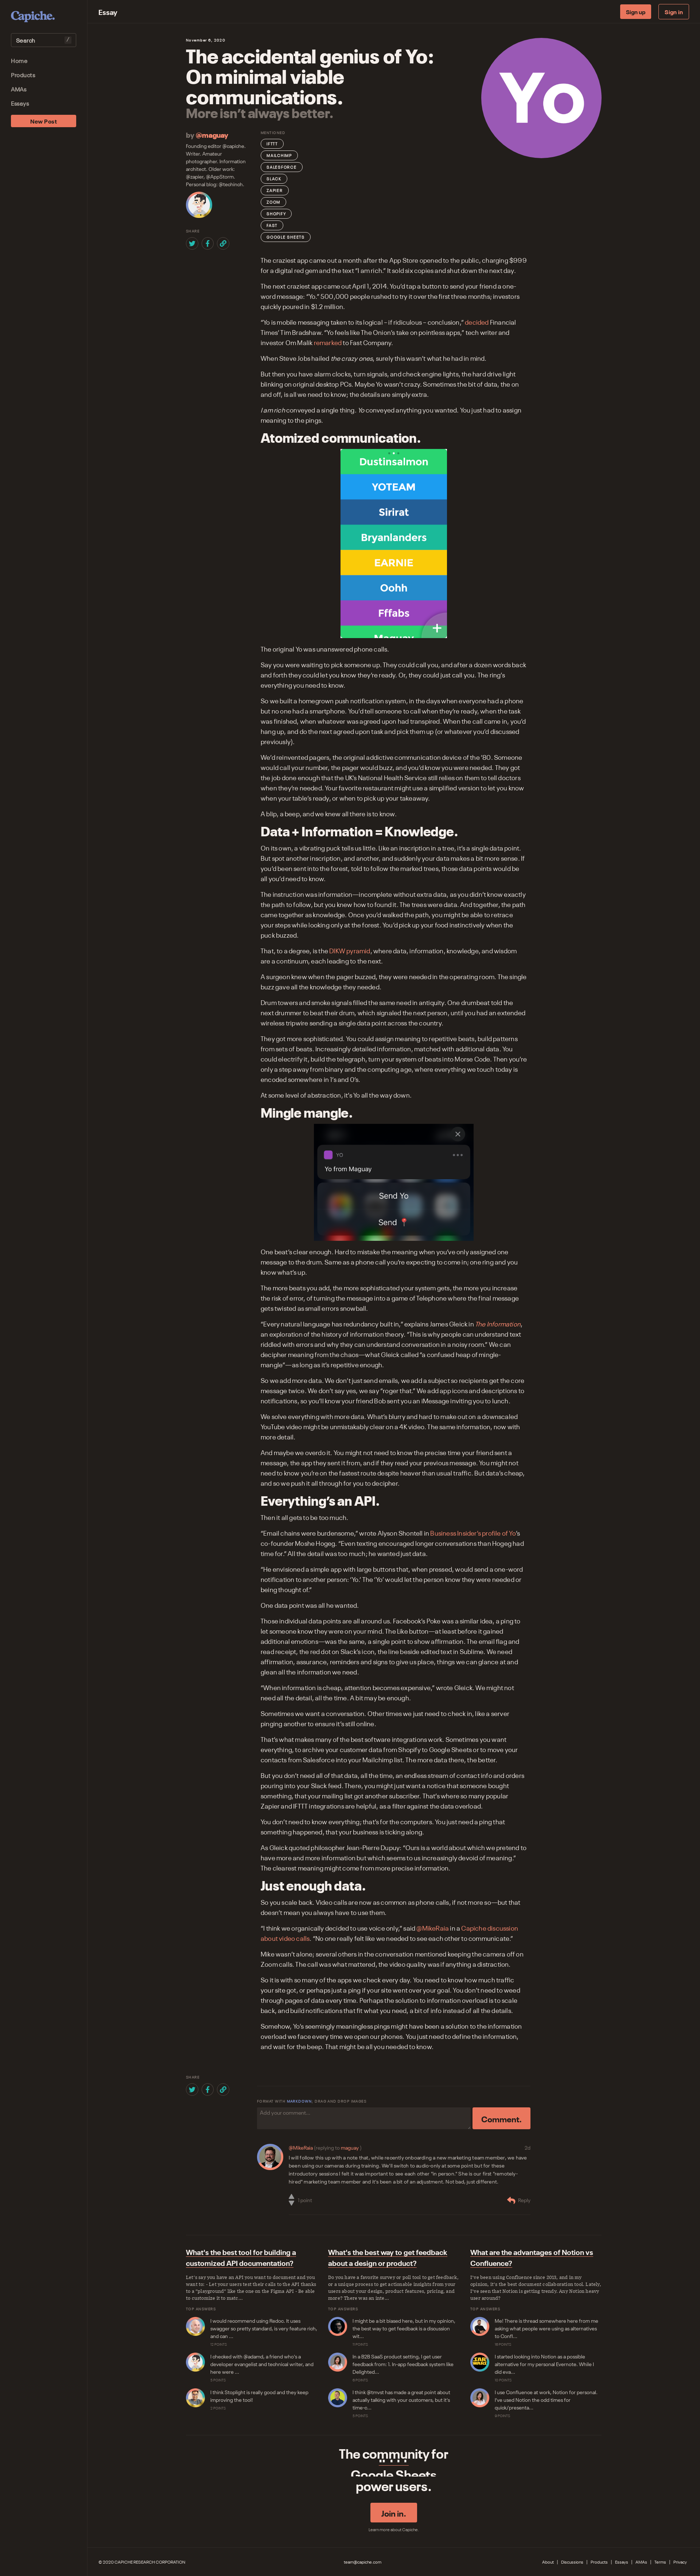 Capiche.
Search /
Home
Products
AMAs
Essays
New Post
Essay
Sign up
Sign in
November 6, 2020
The accidental genius of Yo:
On minimal viable
communications.
More isn't always better.
Yo
by @maguay
Founding editor @capiche.
Writer. Amateur
photographer. Information
architect. Older work:
@zapier, @AppStorm.
Personal blog: @techinch.
SHARE
MENTIONED
IFTTT
MAILCHIMP
SALESFORCE
SLACK
ZAPIER
ZOOM
SHOPIFY
FAST
GOOGLE SHEETS
The craziest app came out a month after the App Store opened to the public, charging $999
for a digital red gem and the text "I am rich." It sold six copies and shut down the next day.
The next craziest app came out April 1, 2014. You'd tap a button to send your friend a one-
word message: "Yo." 500,000 people rushed to try it over the first three months; investors
quickly poured in $1.2 million.
"Yo is mobile messaging taken to its logical – if ridiculous – conclusion," decided Financial
Times' Tim Bradshaw. "Yo feels like The Onion's take on pointless apps," tech writer and
investor Om Malik remarked to Fast Company.
When Steve Jobs hailed the crazy ones, surely this wasn't what he had in mind.
But then you have alarm clocks, turn signals, and check engine lights, the hard drive light
blinking on original desktop PCs. Maybe Yo wasn't crazy. Sometimes the bit of data, the on
and off, is all we need to know; the details are simply extra.
I am rich conveyed a single thing. Yo conveyed anything you wanted. You just had to assign
meaning to the pings.
Atomized communication.
Dustinsalmon
YOTEAM
Sirirat
Bryanlanders
EARNIE
Oohh
Fffabs
Maguay
+
The original Yo was unanswered phone calls.
Say you were waiting to pick someone up. They could call you, and after a dozen words back
and forth they could let you know they're ready. Or, they could just call you. The ring's
everything you need to know.
So we built a homegrown push notification system, in the days when everyone had a phone
but no one had a smartphone. You'd tell someone to call when they're ready, when the task
was finished, when whatever was agreed upon had transpired. When the call came in, you'd
hang up, and do the next agreed upon task and pick them up (or whatever you'd discussed
previously).
We'd reinvented pagers, the original addictive communication device of the '80. Someone
would call your number, the pager would buzz, and you'd know you were needed. They got
the job done enough that the UK's National Health Service still relies on them to tell doctors
when they're needed. Your favorite restaurant might use a simplified version to let you know
when your table's ready, or when to pick up your takeaway.
A blip, a beep, and we knew all there is to know.
Data + Information = Knowledge.
On its own, a vibrating puck tells us little. Like an inscription in a tree, it's a single data point.
But spot another inscription, and another, and suddenly your data makes a bit more sense. If
you'd been sent into the forest, told to follow the marked trees, those data points would be
all you'd need to know.
The instruction was information—incomplete without extra data, as you didn't know exactly
the path to follow, but you knew how to found it. The trees were data. And together, the path
came together as knowledge. Once you'd walked the path, you might be able to retrace
your steps while looking only at the forest. You'd pick up your food instinctively when the
puck buzzed.
That, to a degree, is the DIKW pyramid, where data, information, knowledge, and wisdom
are a continuum, each leading to the next.
A surgeon knew when the pager buzzed, they were needed in the operating room. The single
buzz gave all the knowledge they needed.
Drum towers and smoke signals filled the same need in antiquity. One drumbeat told the
next drummer to beat their drum, which signaled the next person, until you had an extended
wireless tripwire sending a single data point across the country.
They got more sophisticated. You could assign meaning to repetitive beats, build patterns
from sets of beats. Increasingly detailed information, matched with additional data. You
could electrify it, build the telegraph, turn your system of beats into Morse Code. Then you're
only a step away from binary and the computing age, where everything we touch today is
encoded somewhere in 1's and 0's.
At some level of abstraction, it's Yo all the way down.
Mingle mangle.
YO
Yo from Maguay
Send Yo
Send 📍
One beat's clear enough. Hard to mistake the meaning when you've only assigned one
message to the drum. Same as a phone call you're expecting to come in; one ring and you
know what's up.
The more beats you add, the more sophisticated your system gets, the more you increase
the risk of error, of turning the message into a game of Telephone where the final message
gets twisted as small errors snowball.
"Every natural language has redundancy built in," explains James Gleick in The Information,
an exploration of the history of information theory. "This is why people can understand text
riddled with errors and why they can understand conversation in a noisy room." We can
decipher meaning from the chaos—what Gleick called "a confused heap of mingle-
mangle"—as long as it's repetitive enough.
So we add more data. We don't just send emails, we add a subject so recipients get the core
message twice. We don't say yes, we say "roger that." We add app icons and descriptions to
notifications, so you'll know your friend Bob sent you an iMessage inviting you to lunch.
We solve everything with more data. What's blurry and hard to make out on a downscaled
YouTube video might be unmistakably clear on a 4K video. The same information, now with
more detail.
And maybe we overdo it. You might not need to know the precise time your friend sent a
message, the app they sent it from, and if they read your previous message. You might not
need to know you're on the fastest route despite heaver than usual traffic. But data's cheap,
and so we push it all through for you to decipher.
Everything's an API.
Then it all gets to be too much.
"Email chains were burdensome," wrote Alyson Shontell in Business Insider's profile of Yo's
co-founder Moshe Hogeg. "Even texting encouraged longer conversations than Hogeg had
time for." All the detail was too much; he wanted just data.
"He envisioned a simple app with large buttons that, when pressed, would send a one-word
notification to another person: 'Yo.' The 'Yo' would let the person know they were needed or
being thought of."
One data point was all he wanted.
Those individual data points are all around us. Facebook's Poke was a similar idea, a ping to
let someone know they were on your mind. The Like button—at least before it gained
additional emotions—was the same, a single point to show affirmation. The email flag and
read receipt, the red dot on Slack's icon, the line beside edited text in Sublime. We need
affirmation, assurance, reminders and something to give us place, things we can glance at and
glean all the information we need.
"When information is cheap, attention becomes expensive," wrote Gleick. We might not
need all the detail, all the time. A bit may be enough.
Sometimes we want a conversation. Other times we just need to check in, like a server
pinging another to ensure it's still online.
That's what makes many of the best software integrations work. Sometimes you want
everything, to archive your customer data from Shopify to Google Sheets or to move your
contacts from Salesforce into your Mailchimp list. The more data there, the better.
But you don't need all of that data, all the time, an endless stream of contact info and orders
pouring into your Slack feed. There, you might just want a notice that someone bought
something, that your mailing list got another subscriber. That's where so many popular
Zapier and IFTTT integrations are helpful, as a filter against the data overload.
You don't need to know everything; that's for the computers. You just need a ping that
something happened, that your business is ticking along.
As Gleick quoted philosopher Jean-Pierre Dupuy: "Ours is a world about which we pretend to
have more and more information but which seems to us increasingly devoid of meaning."
The clearest meaning might come from more precise information.
Just enough data.
So you scale back. Video calls are now as common as phone calls, if not more so—but that
doesn't mean you always have to use them.
"I think we organically decided to use voice only," said @MikeRaia in a Capiche discussion
about video calls. "No one really felt like we needed to see each other to communicate."
Mike wasn't alone; several others in the conversation mentioned keeping the camera off on
Zoom calls. The call was what mattered, the video quality was if anything a distraction.
So it is with so many of the apps we check every day. You need to know how much traffic
your site got, or perhaps just a ping if your site went over your goal. You don't need to weed
through pages of data every time. Perhaps the solution to information overload is to scale
back, and build notifications that fit what you need, a bit of info instead of all the details.
Somehow, Yo's seemingly meaningless pings might have been a solution to the information
overload we face every time we open our phones. You just need to define the information,
and wait for the beep. That might be all you needed to know.
SHARE
FORMAT WITH MARKDOWN. DRAG AND DROP IMAGES
Add your comment...
Comment.
@MikeRaia (replying to maguay)
2d
I will follow this up with a note that, while recently onboarding a new marketing team member, we have
been using our cameras during training. We'll switch to audio only at some point but for these
introductory sessions I felt it was important to see each other "in person." She is our first "remotely-
hired" marketing team member and it's been a bit of an adjustment. Really, just different.
1 point
Reply
What's the best tool for building a
customized API documentation?
Let's say you have an API you want to document and you
want to: - Let your users test their calls to the API thanks
to a "playground" like the one on the Figma API - Be able
to customize it to matc...
TOP ANSWERS
I would recommend using Redoc. It uses
swagger so pretty standard, is very feature rich,
and can ...
I checked with @adamd, a friend who's a
developer evangelist and technical writer, and
here were ...
I think Stoplight is really good and they keep
improving the tool!
What's the best way to get feedback
about a design or product?
Do you have a favorite survey or poll tool to get feedback,
or a unique process to get actionable insights from your
users about your design, product features, pricing, and
more? There was an inte...
TOP ANSWERS
I might be a bit biased here, but in my opinion,
the best way to get feedback is a discussion
wit...
In a B2B SaaS product setting, I get user
feedback from: 1. In-app feedback system like
Delighted...
I think @tmvst has made a great point about
actually talking with your customers, but it's
time-c...
What are the advantages of Notion vs
Confluence?
I've been using Confluence since 2013, and in my
opinion, it's the best document collaboration tool. Lately,
I've seen that Notion is getting trendy. Any Notion heavy
user around?
TOP ANSWERS
Me! There is thread somewhere here from me
asking what people were using as alternatives
to Confl...
I started looking into Notion as a possible
alternative for my personal Evernote. While I
did eva...
I use Confluence at work, Notion for personal.
I've used Notion the odd times for
quick/persenta...
The community for
Google Sheets
power users.
Join in.
Learn more about Capiche
© 2020 CAPICHE RESEARCH CORPORATION
team@capiche.com
About | Discussions | Products | Essays | AMAs | Terms | Privacy